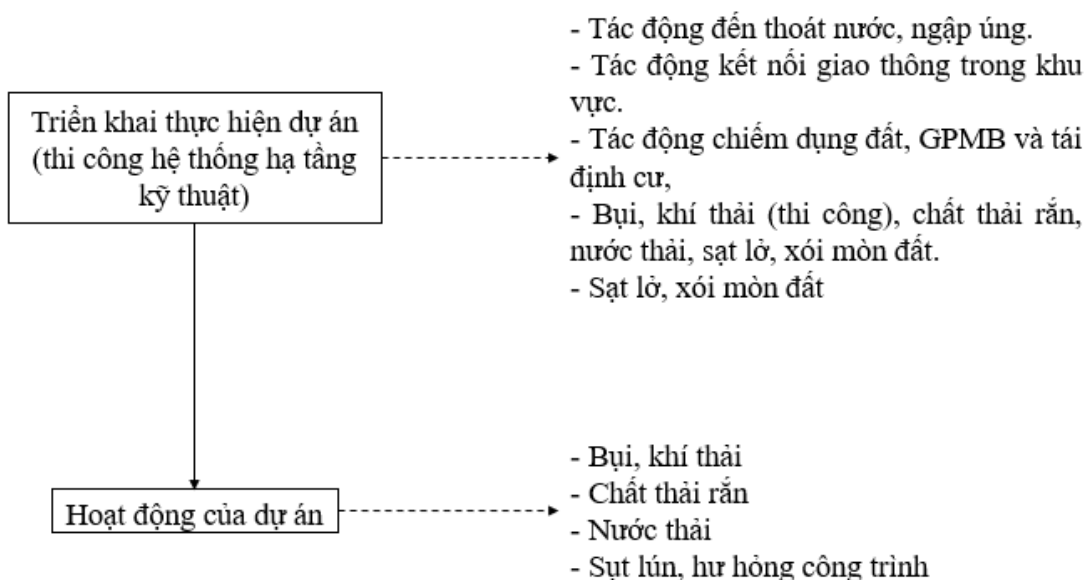 Triển khai thực hiện dự án
(thi công hệ thống hạ tầng
kỹ thuật)
- Tác động đến thoát nước, ngập úng.
- Tác động kết nối giao thông trong khu
vực.
- Tác động chiếm dụng đất, GPMB và tái
định cư,
- Bụi, khí thải (thi công), chất thải rắn,
nước thải, sạt lở, xói mòn đất.
- Sạt lở, xói mòn đất
Hoạt động của dự án
- Bụi, khí thải
- Chất thải rắn
- Nước thải
- Sụt lún, hư hỏng công trình